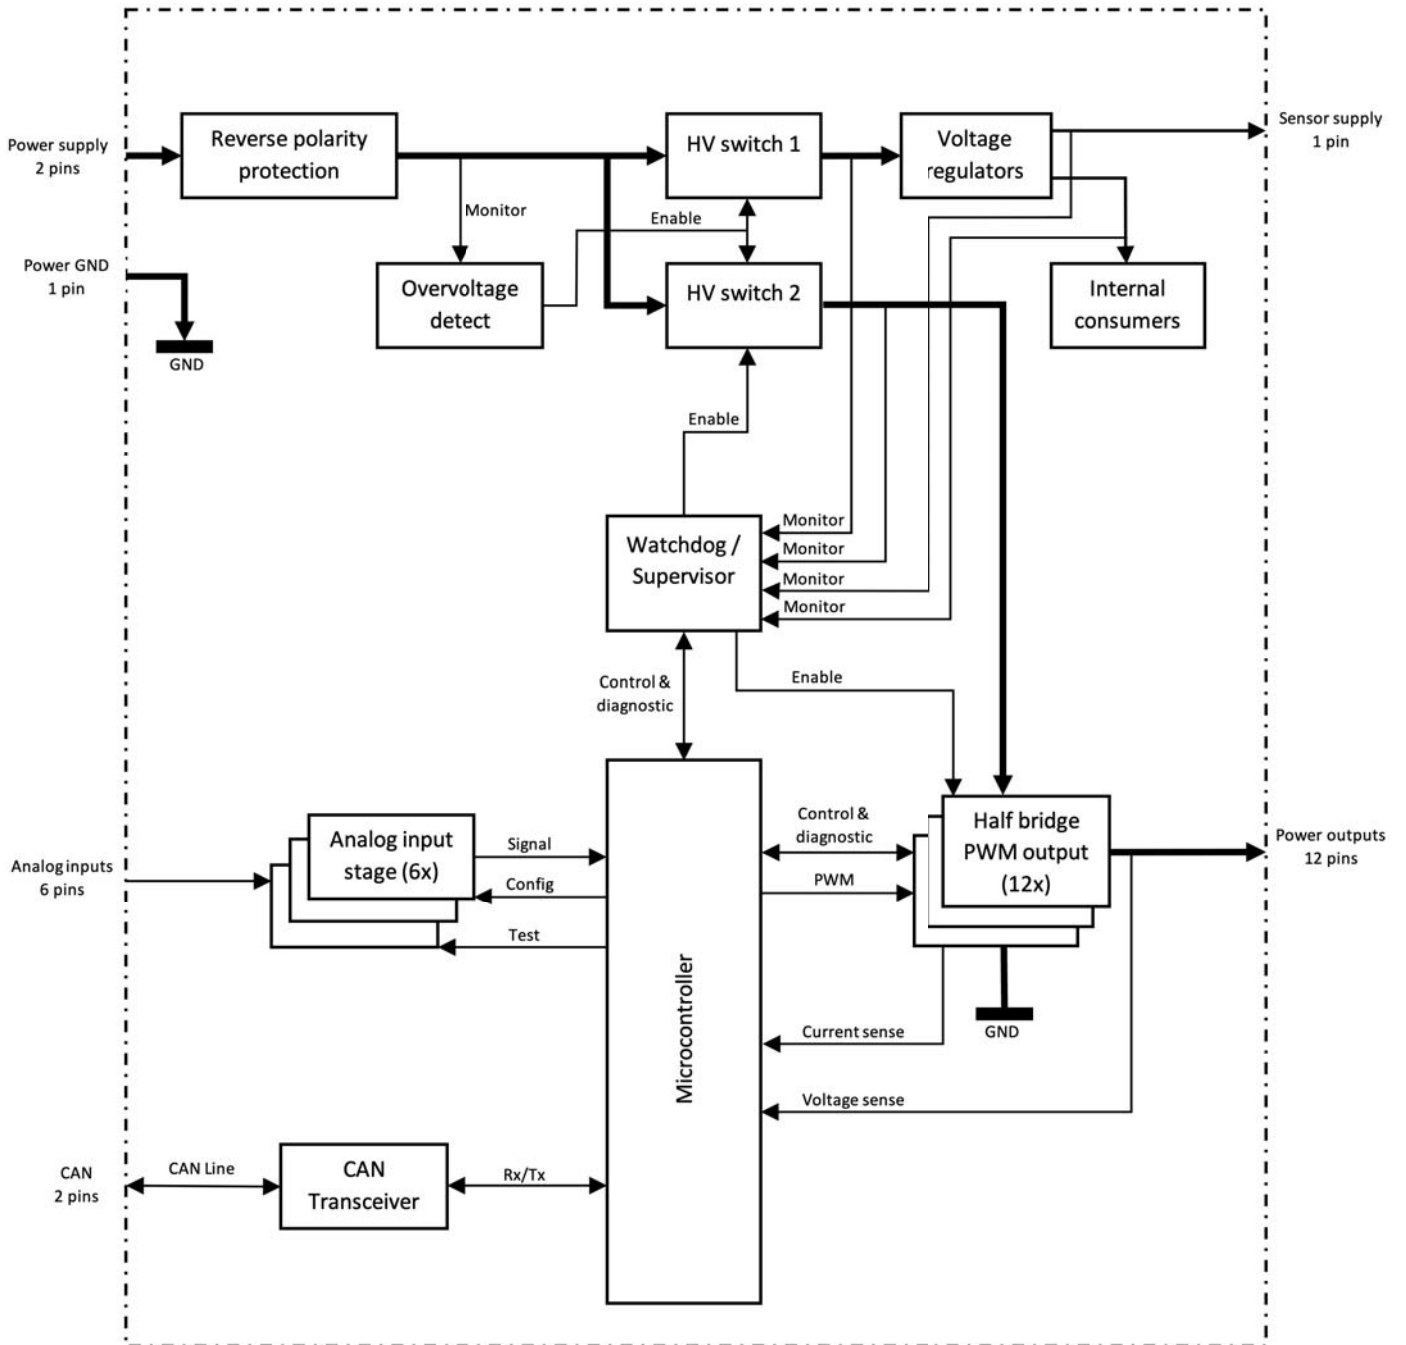 Power supply
2 pins
Reverse polarity
protection
HV switch 1
Voltage
regulators
Sensor supply
1 pin
Monitor
Enable
Power GND
1 pin
GND
Overvoltage
detect
HV switch 2
Internal
consumers
Enable
Watchdog /
Supervisor
Monitor
Monitor
Monitor
Monitor
Control &
diagnostic
Enable
Analog inputs
6 pins
Analog input
stage (6x)
Signal
Config
Test
Microcontroller
Control &
diagnostic
PWM
Half bridge
PWM output
(12x)
Power outputs
12 pins
GND
Current sense
Voltage sense
CAN
2 pins
CAN Line
CAN
Transceiver
Rx/Tx